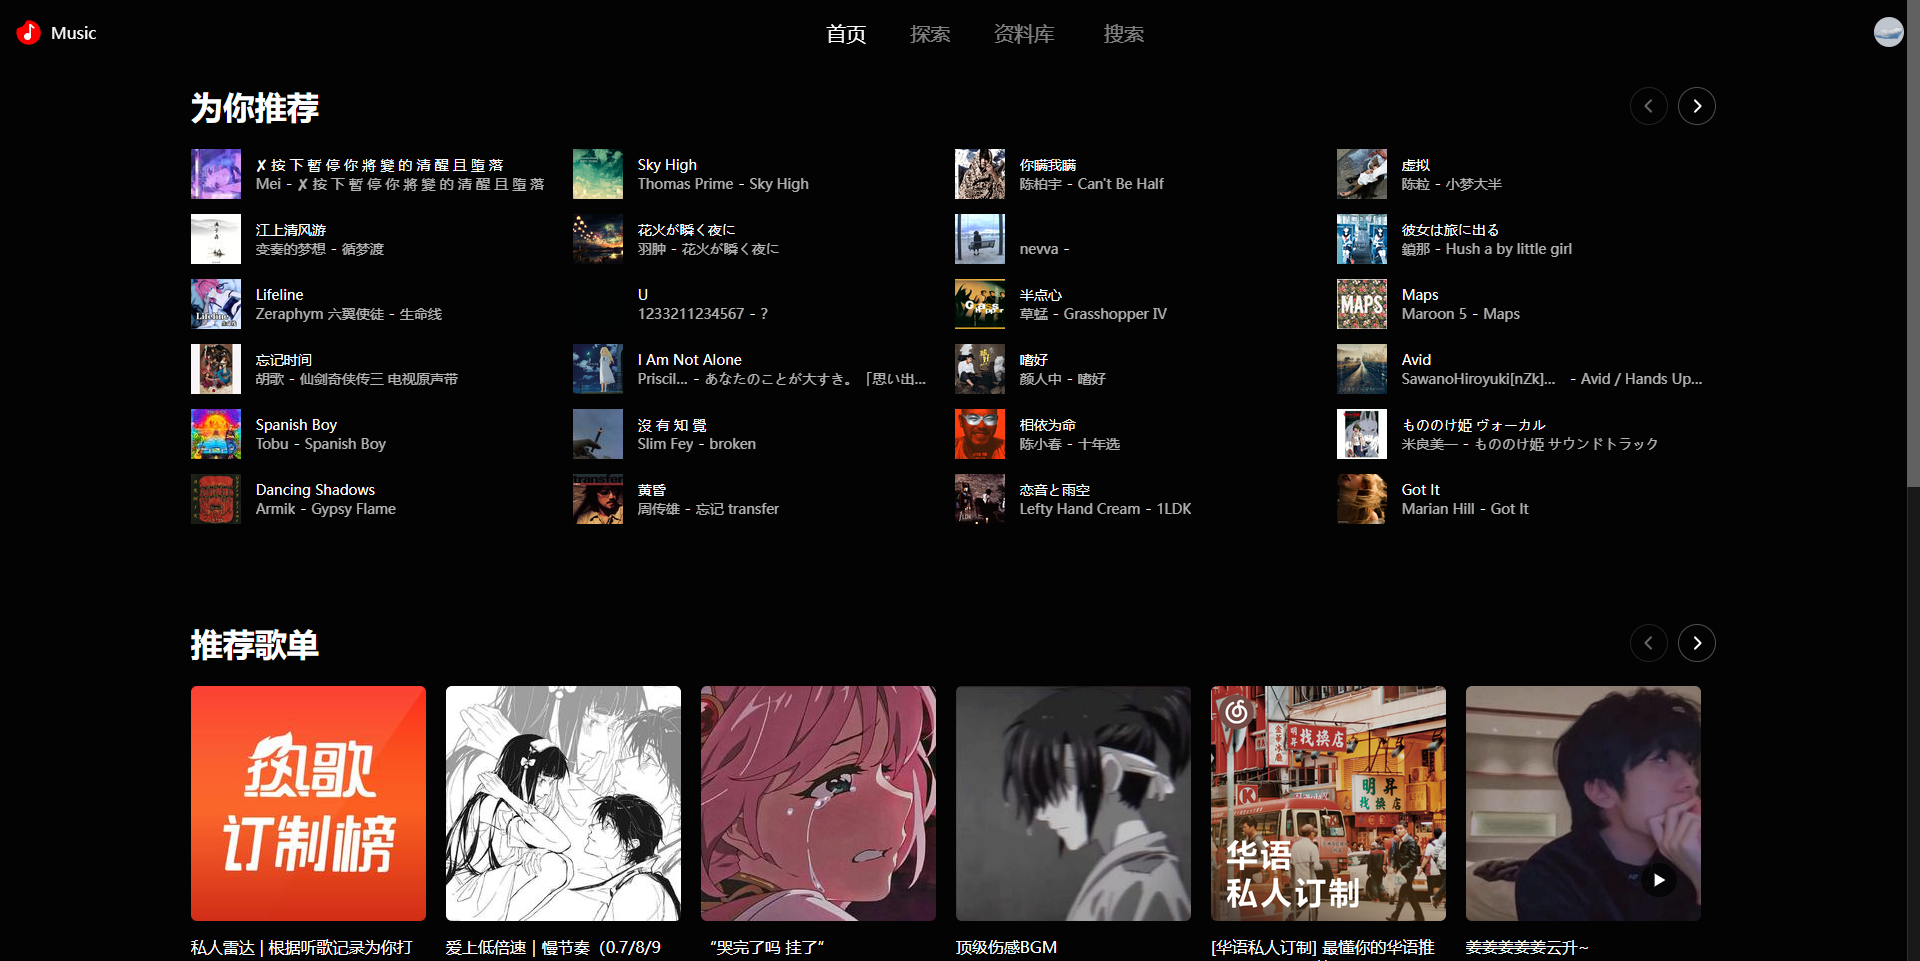 Music
首页
探索
资料库
搜索
为你推荐
✘ 按 下 暫 停 你 將 變 的 清 醒 且 墮 落
Mei - ✘ 按 下 暫 停 你 將 變 的 清 醒 且 墮 落
Sky High
Thomas Prime - Sky High
你瞒我瞒
陈柏宇 - Can't Be Half
虚拟
陈粒 - 小梦大半
江上清风游
变奏的梦想 - 循梦渡
花火が瞬く夜に
羽肿 - 花火が瞬く夜に
nevva -
彼女は旅に出る
鎖那 - Hush a by little girl
Lifeline
Zeraphym 六翼使徒 - 生命线
U
1233211234567 - ?
半点心
草蜢 - Grasshopper IV
Maps
Maroon 5 - Maps
忘记时间
胡歌 - 仙剑奇侠传三 电视原声带
I Am Not Alone
Priscil... - あなたのことが大すき。「思い出...
嗜好
颜人中 - 嗜好
Avid
SawanoHiroyuki[nZk]... - Avid / Hands Up...
Spanish Boy
Tobu - Spanish Boy
沒 有 知 覺
Slim Fey - broken
相依为命
陈小春 - 十年选
もののけ姫 ヴォーカル
米良美一 - もののけ姫 サウンドトラック
Dancing Shadows
Armik - Gypsy Flame
黄昏
周传雄 - 忘记 transfer
恋音と雨空
Lefty Hand Cream - 1LDK
Got It
Marian Hill - Got It
Lifeline
Grass
hopper
MAPS
transfer
推荐歌单
热歌
订制榜
明昇找换店
明昇
找换店
华语
私人订制
私人雷达 | 根据听歌记录为你打
爱上低倍速 | 慢节奏（0.7/8/9
“哭完了吗 挂了“
顶级伤感BGM
[华语私人订制] 最懂你的华语推
姜姜姜姜姜云升~